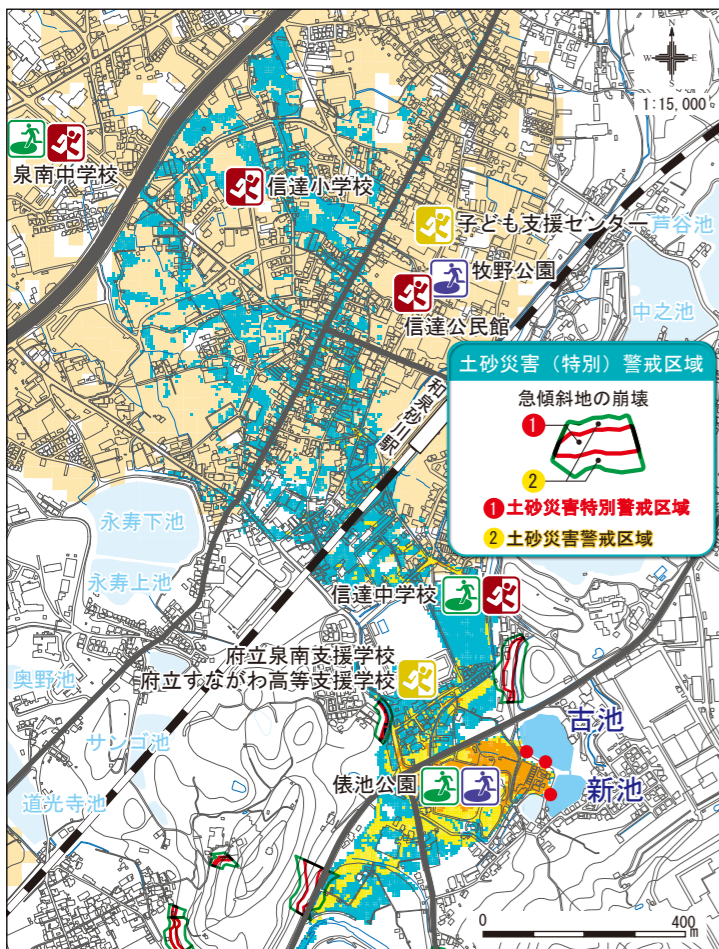 N
W E
S
1:15,000
泉南中学校
信達小学校
子ども支援センター
芦谷池
牧野公園
信達公民館
中之池
土砂災害(特別)警戒区域
急傾斜地の崩壊
1
2
1 土砂災害特別警戒区域
2 土砂災害警戒区域
和泉砂川駅
永寿下池
永寿上池
信達中学校
府立泉南支援学校
府立すながわ高等支援学校
奥野池
サンゴ池
古池
新池
俵池公園
道光寺池
0 400
m